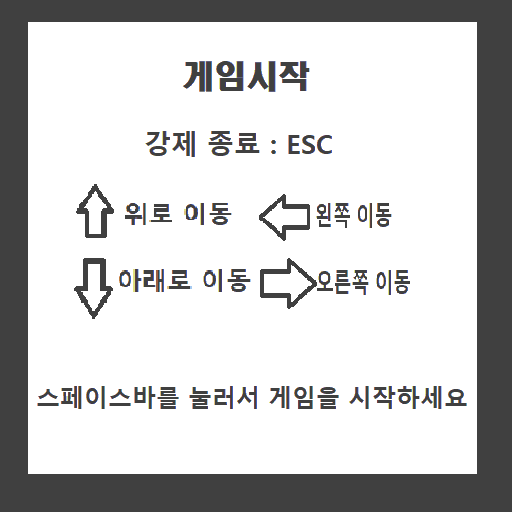 게임시작
강제 종료 : ESC
위로 이동 왼쪽 이동
아래로 이동 오른쪽 이동
스페이스바를 눌러서 게임을 시작하세요